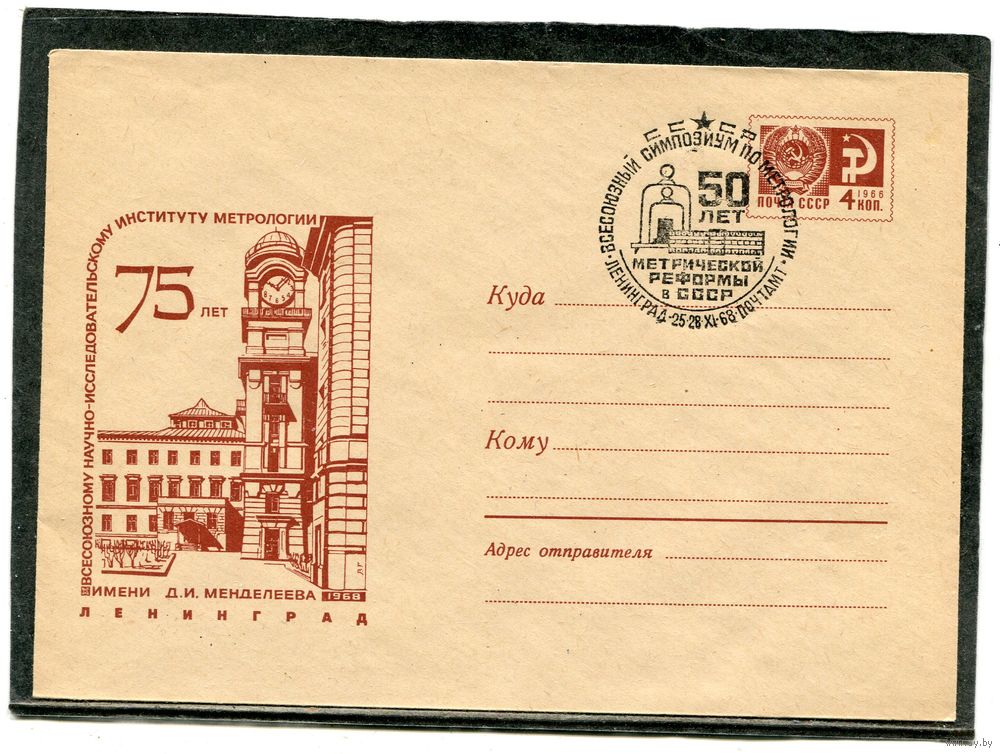 ВСЕСОЮЗНОМУ НАУЧНО-ИССЛЕДОВАТЕЛЬСКОМУ ИНСТИТУТУ МЕТРОЛОГИИ
75 ЛЕТ
ИМЕНИ Д.И. МЕНДЕЛЕЕВА 1968
ЛЕНИНГРАД
СССР
ВСЕСОЮЗНЫЙ СИМПОЗИУМ ПО МЕТРОЛОГИИ
50
ЛЕТ
МЕТРИЧЕСКОЙ
РЕФОРМЫ
в СССР
ЛЕНИНГРАД·25-28·XI·68·ПОЧТАМТ·
ПОЧТА СССР
1966
4 КОП.
Куда
Кому
Адрес отправителя